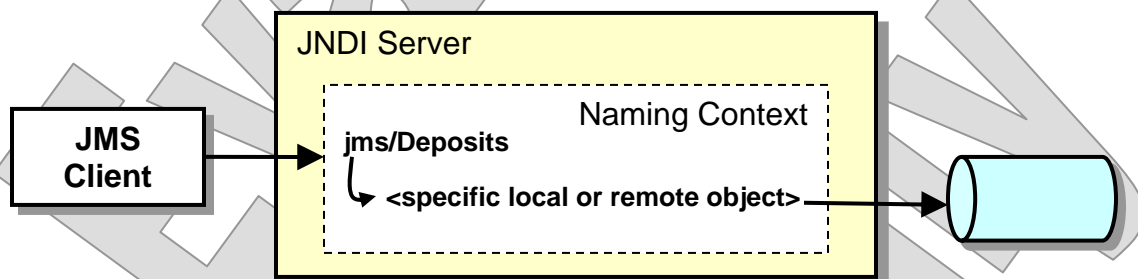 JNDI Server
Naming Context
JMS
Client
jms/Deposits
<specific local or remote object>